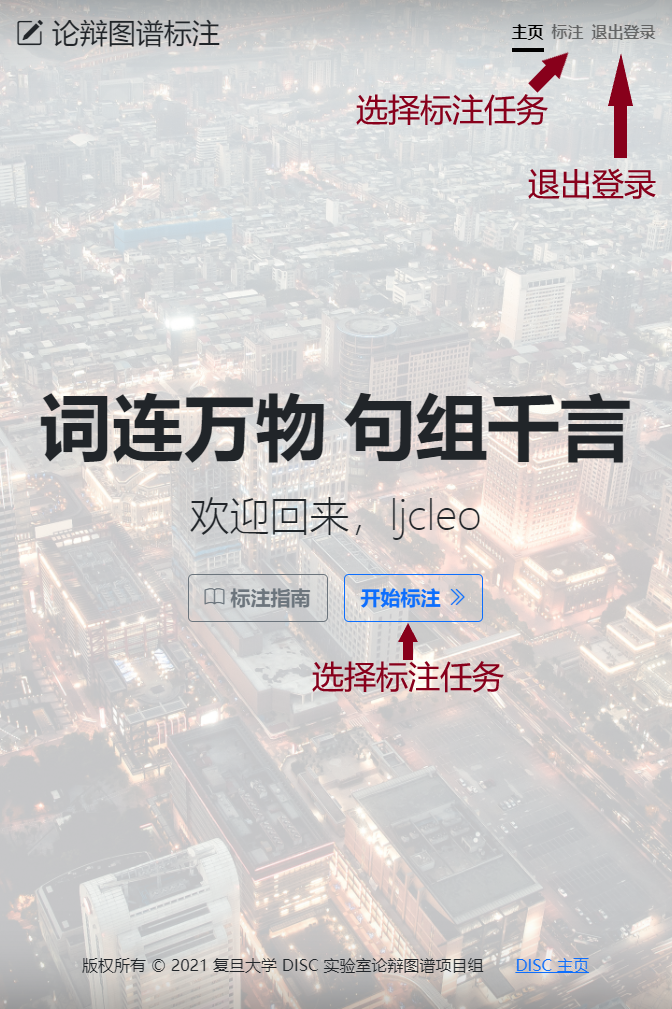 论辩图谱标注
主页 标注 退出登录
选择标注任务
退出登录
词连万物 句组千言
欢迎回来，ljcleo
标注指南 开始标注
选择标注任务
版权所有 © 2021 复旦大学 DISC 实验室论辩图谱项目组 DISC 主页